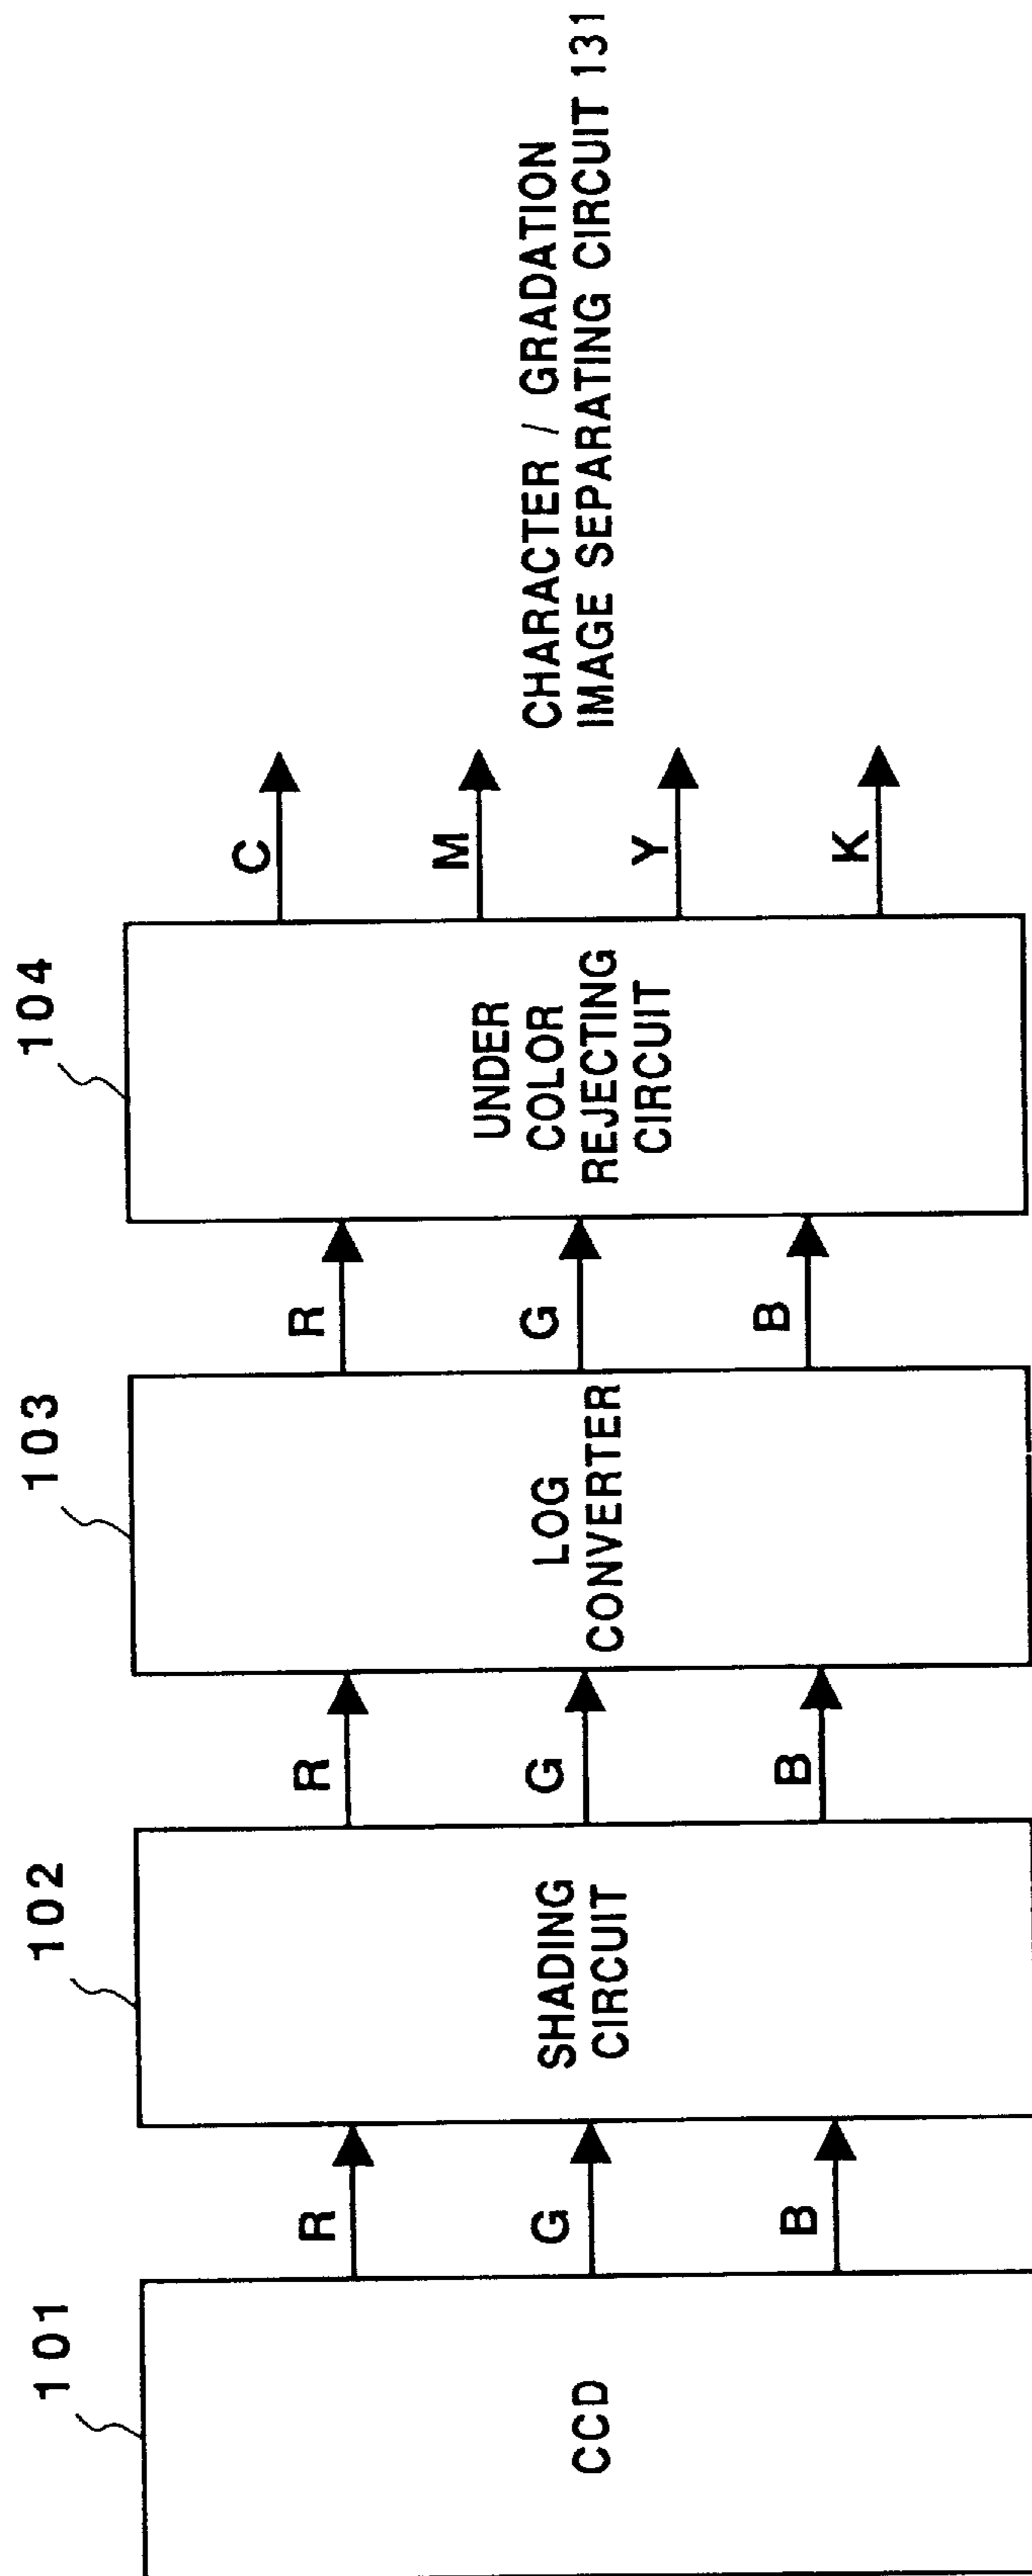 101
CCD
R
G
B
102
SHADING
CIRCUIT
R
G
B
103
LOG
CONVERTER
R
G
B
104
UNDER
COLOR
REJECTING
CIRCUIT
C
M
Y
K
CHARACTER / GRADATION
IMAGE SEPARATING CIRCUIT 131